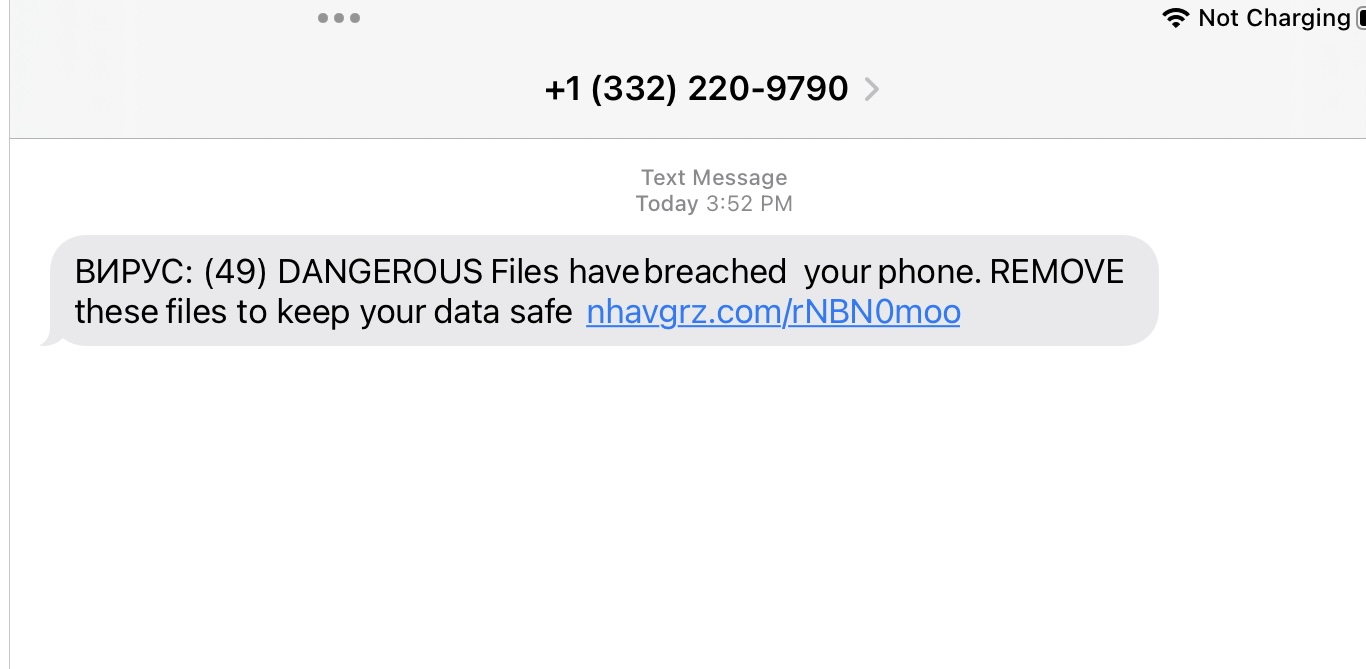 Not Charging
+1 (332) 220-9790
Text Message
Today 3:52 PM
ВИРУС: (49) DANGEROUS Files have breached  your phone. REMOVE
these files to keep your data safe  nhavgrz.com/rNBN0moo